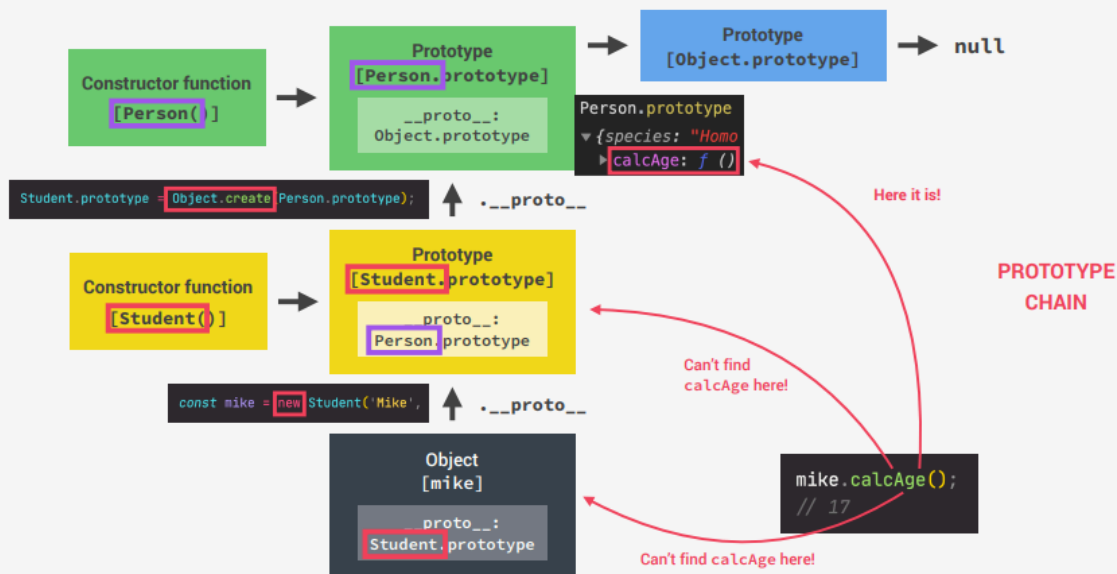 Prototype
[Object.prototype]
null
Prototype
[Person.prototype]
__proto__:
Object.prototype
Constructor function
[Person()]
Person.prototype
▼{species: "Homo
▶calcAge: ƒ ()
Here it is!
Student.prototype = Object.create(Person.prototype);
.__proto__
Prototype
[Student.prototype]
__proto__:
Person.prototype
Constructor function
[Student()]
PROTOTYPE
CHAIN
Can't find
calcAge here!
const mike = new Student('Mike',
.__proto__
Object
[mike]
__proto__:
Student.prototype
mike.calcAge();
// 17
Can't find calcAge here!